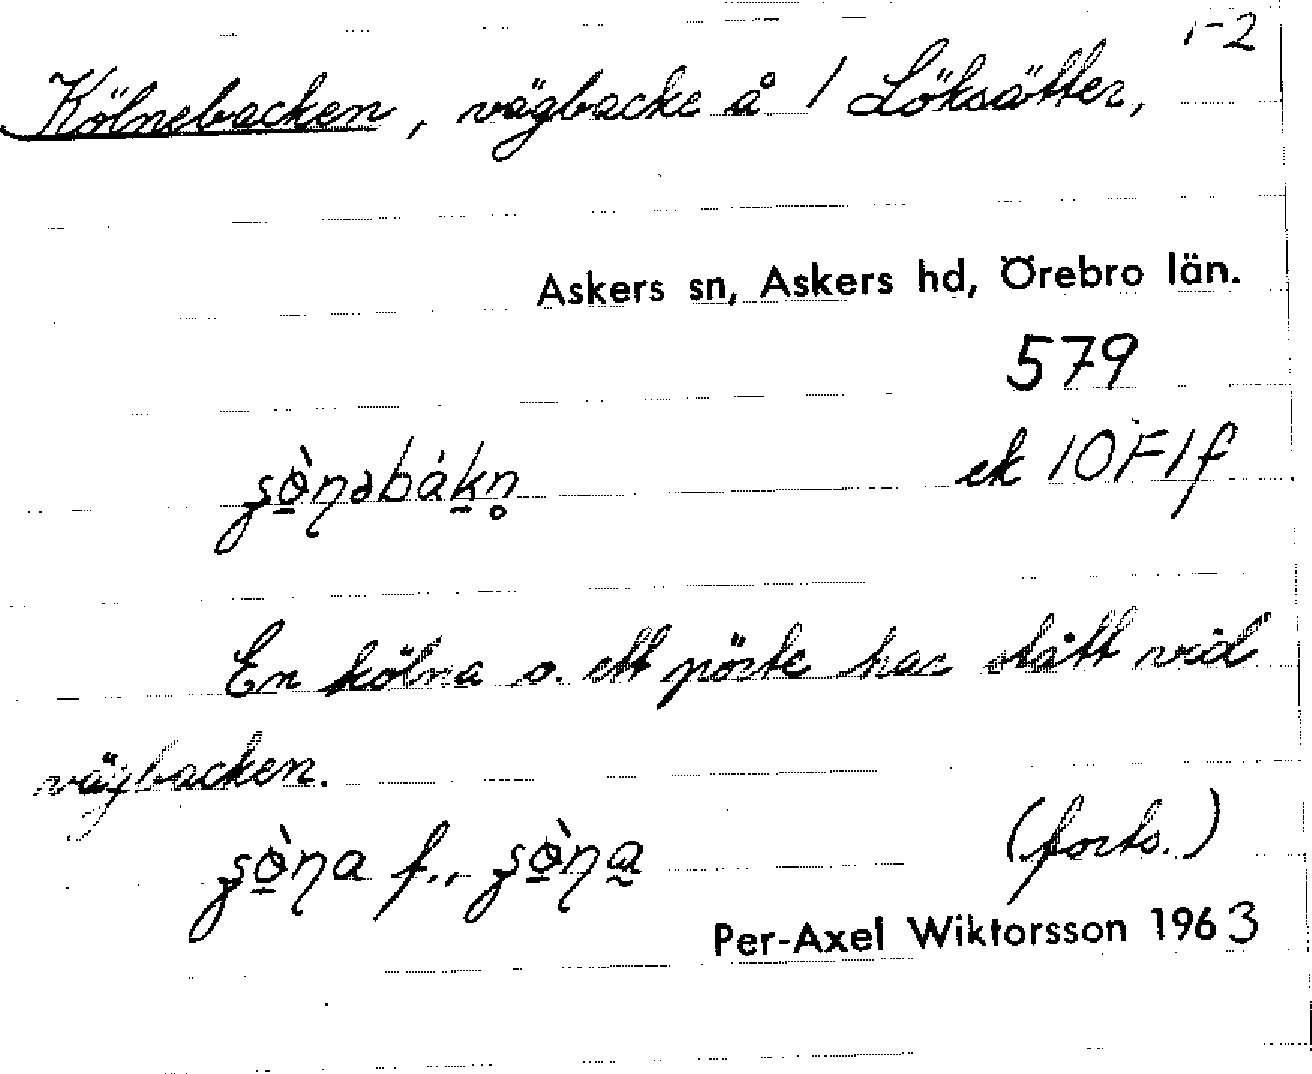 1-2
Kölnebacken, vägbacke å 1 Löksätter,
Askers sn, Askers hd, Örebro län.
579
ek 10F1f
En kölna o. ett pörte har stått vid
vägbacken.
(forts.)
Per-Axel Wiktorsson 1963